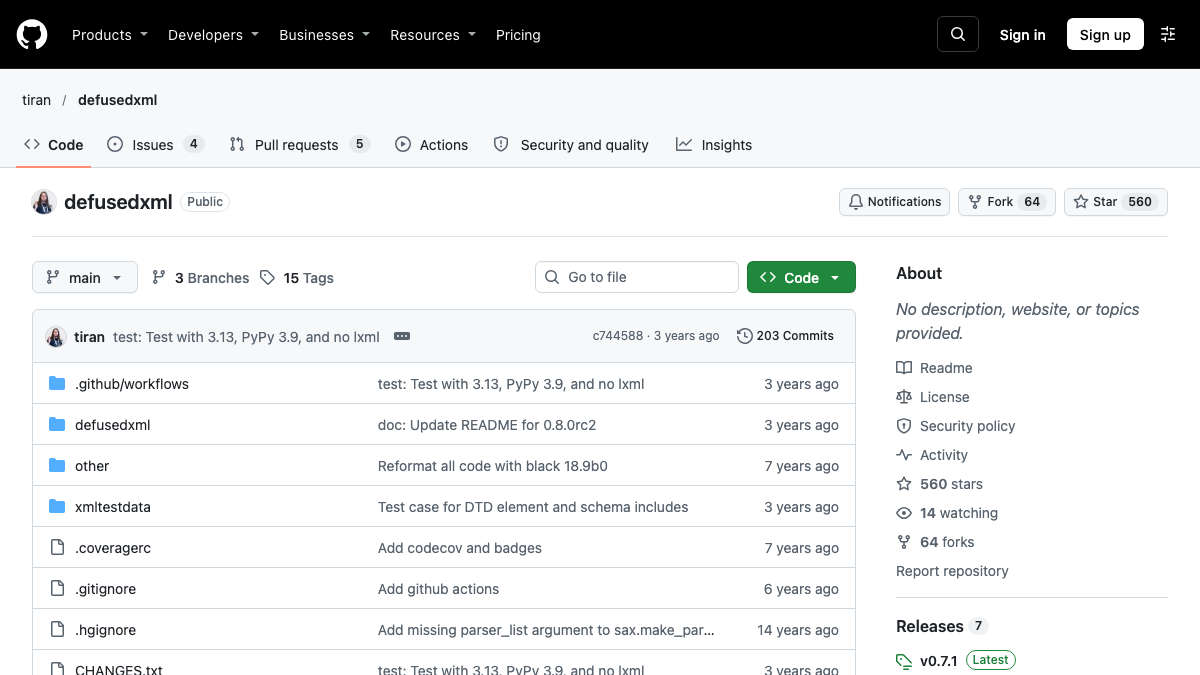 Products Developers Businesses Resources Pricing Sign in Sign up
tiran / defusedxml
Code Issues 4 Pull requests 5 Actions Security and quality Insights
defusedxml Public Notifications Fork 64 Star 560
main 3 Branches 15 Tags Go to file Code
tiran test: Test with 3.13, PyPy 3.9, and no lxml c744588 · 3 years ago 203 Commits
.github/workflows test: Test with 3.13, PyPy 3.9, and no lxml 3 years ago
defusedxml doc: Update README for 0.8.0rc2 3 years ago
other Reformat all code with black 18.9b0 7 years ago
xmltestdata Test case for DTD element and schema includes 3 years ago
.coveragerc Add codecov and badges 7 years ago
.gitignore Add github actions 6 years ago
.hgignore Add missing parser_list argument to sax.make_par... 14 years ago
CHANGES.txt test: Test with 3.13, PyPy 3.9, and no lxml 3 years ago
About
No description, website, or topics
provided.
Readme
License
Security policy
Activity
560 stars
14 watching
64 forks
Report repository
Releases 7
v0.7.1 Latest